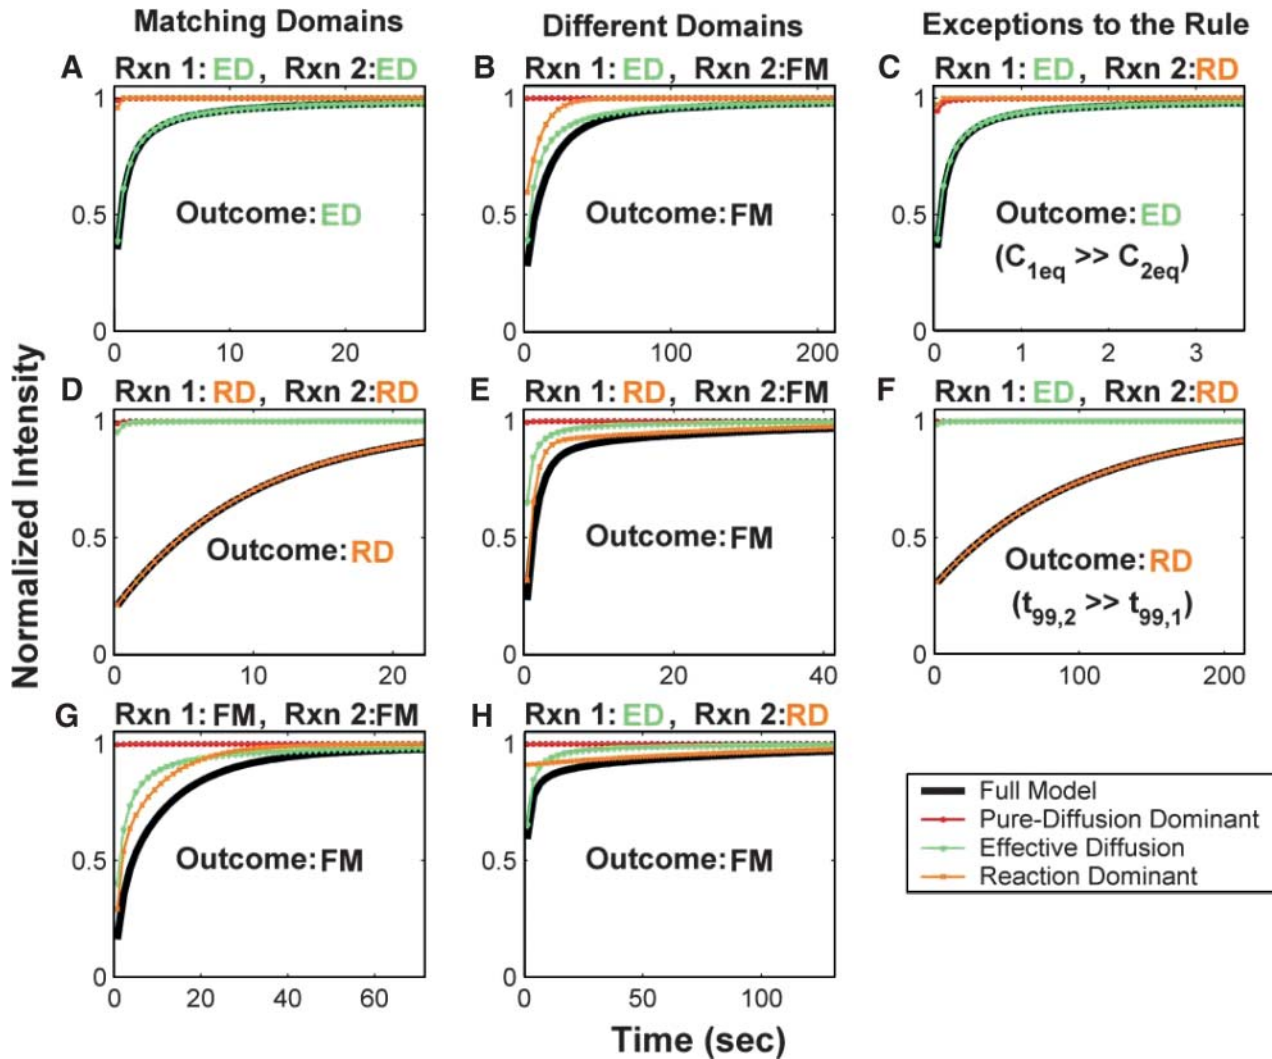 Matching Domains
Different Domains
Exceptions to the Rule
A
Rxn 1: ED, Rxn 2:ED
B
Rxn 1: ED, Rxn 2:FM
C
Rxn 1: ED, Rxn 2:RD
1
0.5
0
Outcome: ED
0
10
20
1
0.5
0
Outcome: FM
0
100
200
1
0.5
0
Outcome: ED
(C1eq >> C2eq)
0
1
2
3
D
Rxn 1: RD, Rxn 2:RD
E
Rxn 1: RD, Rxn 2:FM
F
Rxn 1: ED, Rxn 2:RD
1
0.5
0
Outcome: RD
0
10
20
1
0.5
0
Outcome: FM
0
20
40
1
0.5
0
Outcome: RD
(t99,2 >> t99,1)
0
100
200
G
Rxn 1: FM, Rxn 2:FM
H
Rxn 1: ED, Rxn 2:RD
1
0.5
0
Outcome: FM
0
20
40
60
1
0.5
0
Outcome: FM
0
50
100
Full Model
Pure-Diffusion Dominant
Effective Diffusion
Reaction Dominant
Normalized Intensity
Time (sec)